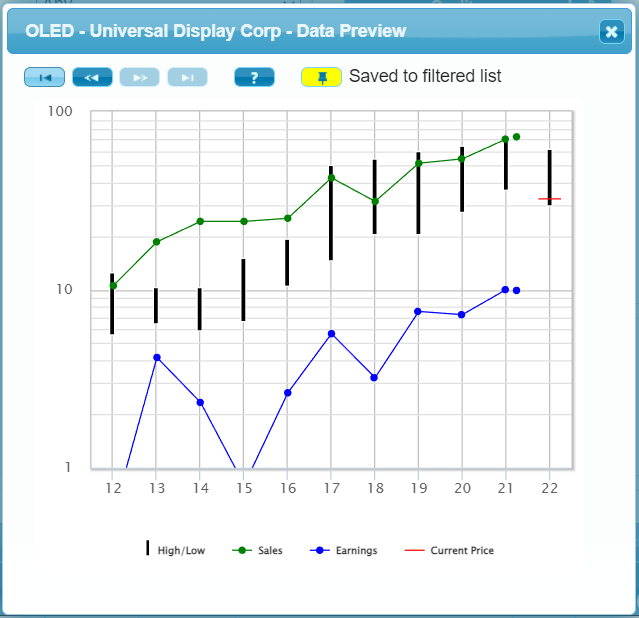 OLED - Universal Display Corp - Data Preview
? Saved to filtered list
100
10
1
12 13 14 15 16 17 18 19 20 21 22
High/Low Sales Earnings Current Price